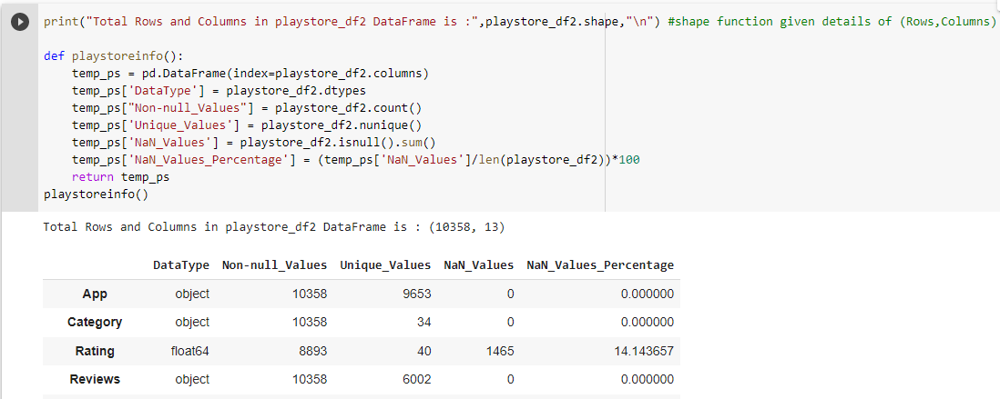 print("Total Rows and Columns in playstore_df2 DataFrame is :",playstore_df2.shape,"\n") #shape function given details of (Rows,Columns)
def playstoreinfo():
    temp_ps = pd.DataFrame(index=playstore_df2.columns)
    temp_ps['DataType'] = playstore_df2.dtypes
    temp_ps["Non-null_Values"] = playstore_df2.count()
    temp_ps['Unique_Values'] = playstore_df2.nunique()
    temp_ps['NaN_Values'] = playstore_df2.isnull().sum()
    temp_ps['NaN_Values_Percentage'] = (temp_ps['NaN_Values']/len(playstore_df2))*100
    return temp_ps
playstoreinfo()
Total Rows and Columns in playstore_df2 DataFrame is : (10358, 13)
DataType Non-null_Values Unique_Values NaN_Values NaN_Values_Percentage
App object 10358 9653 0 0.000000
Category object 10358 34 0 0.000000
Rating float64 8893 40 1465 14.143657
Reviews object 10358 6002 0 0.000000